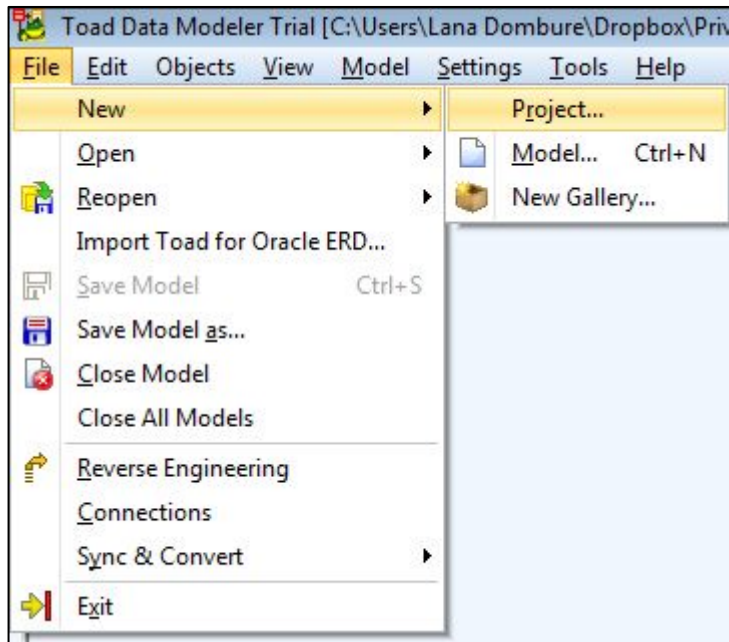 Toad Data Modeler Trial [C:\Users\Lana Dombure\Dropbox\Priv
File Edit Objects View Model Settings Tools Help
New
Project...
Open
Model... Ctrl+N
Reopen
New Gallery...
Import Toad for Oracle ERD...
Save Model Ctrl+S
Save Model as...
Close Model
Close All Models
Reverse Engineering
Connections
Sync & Convert
Exit